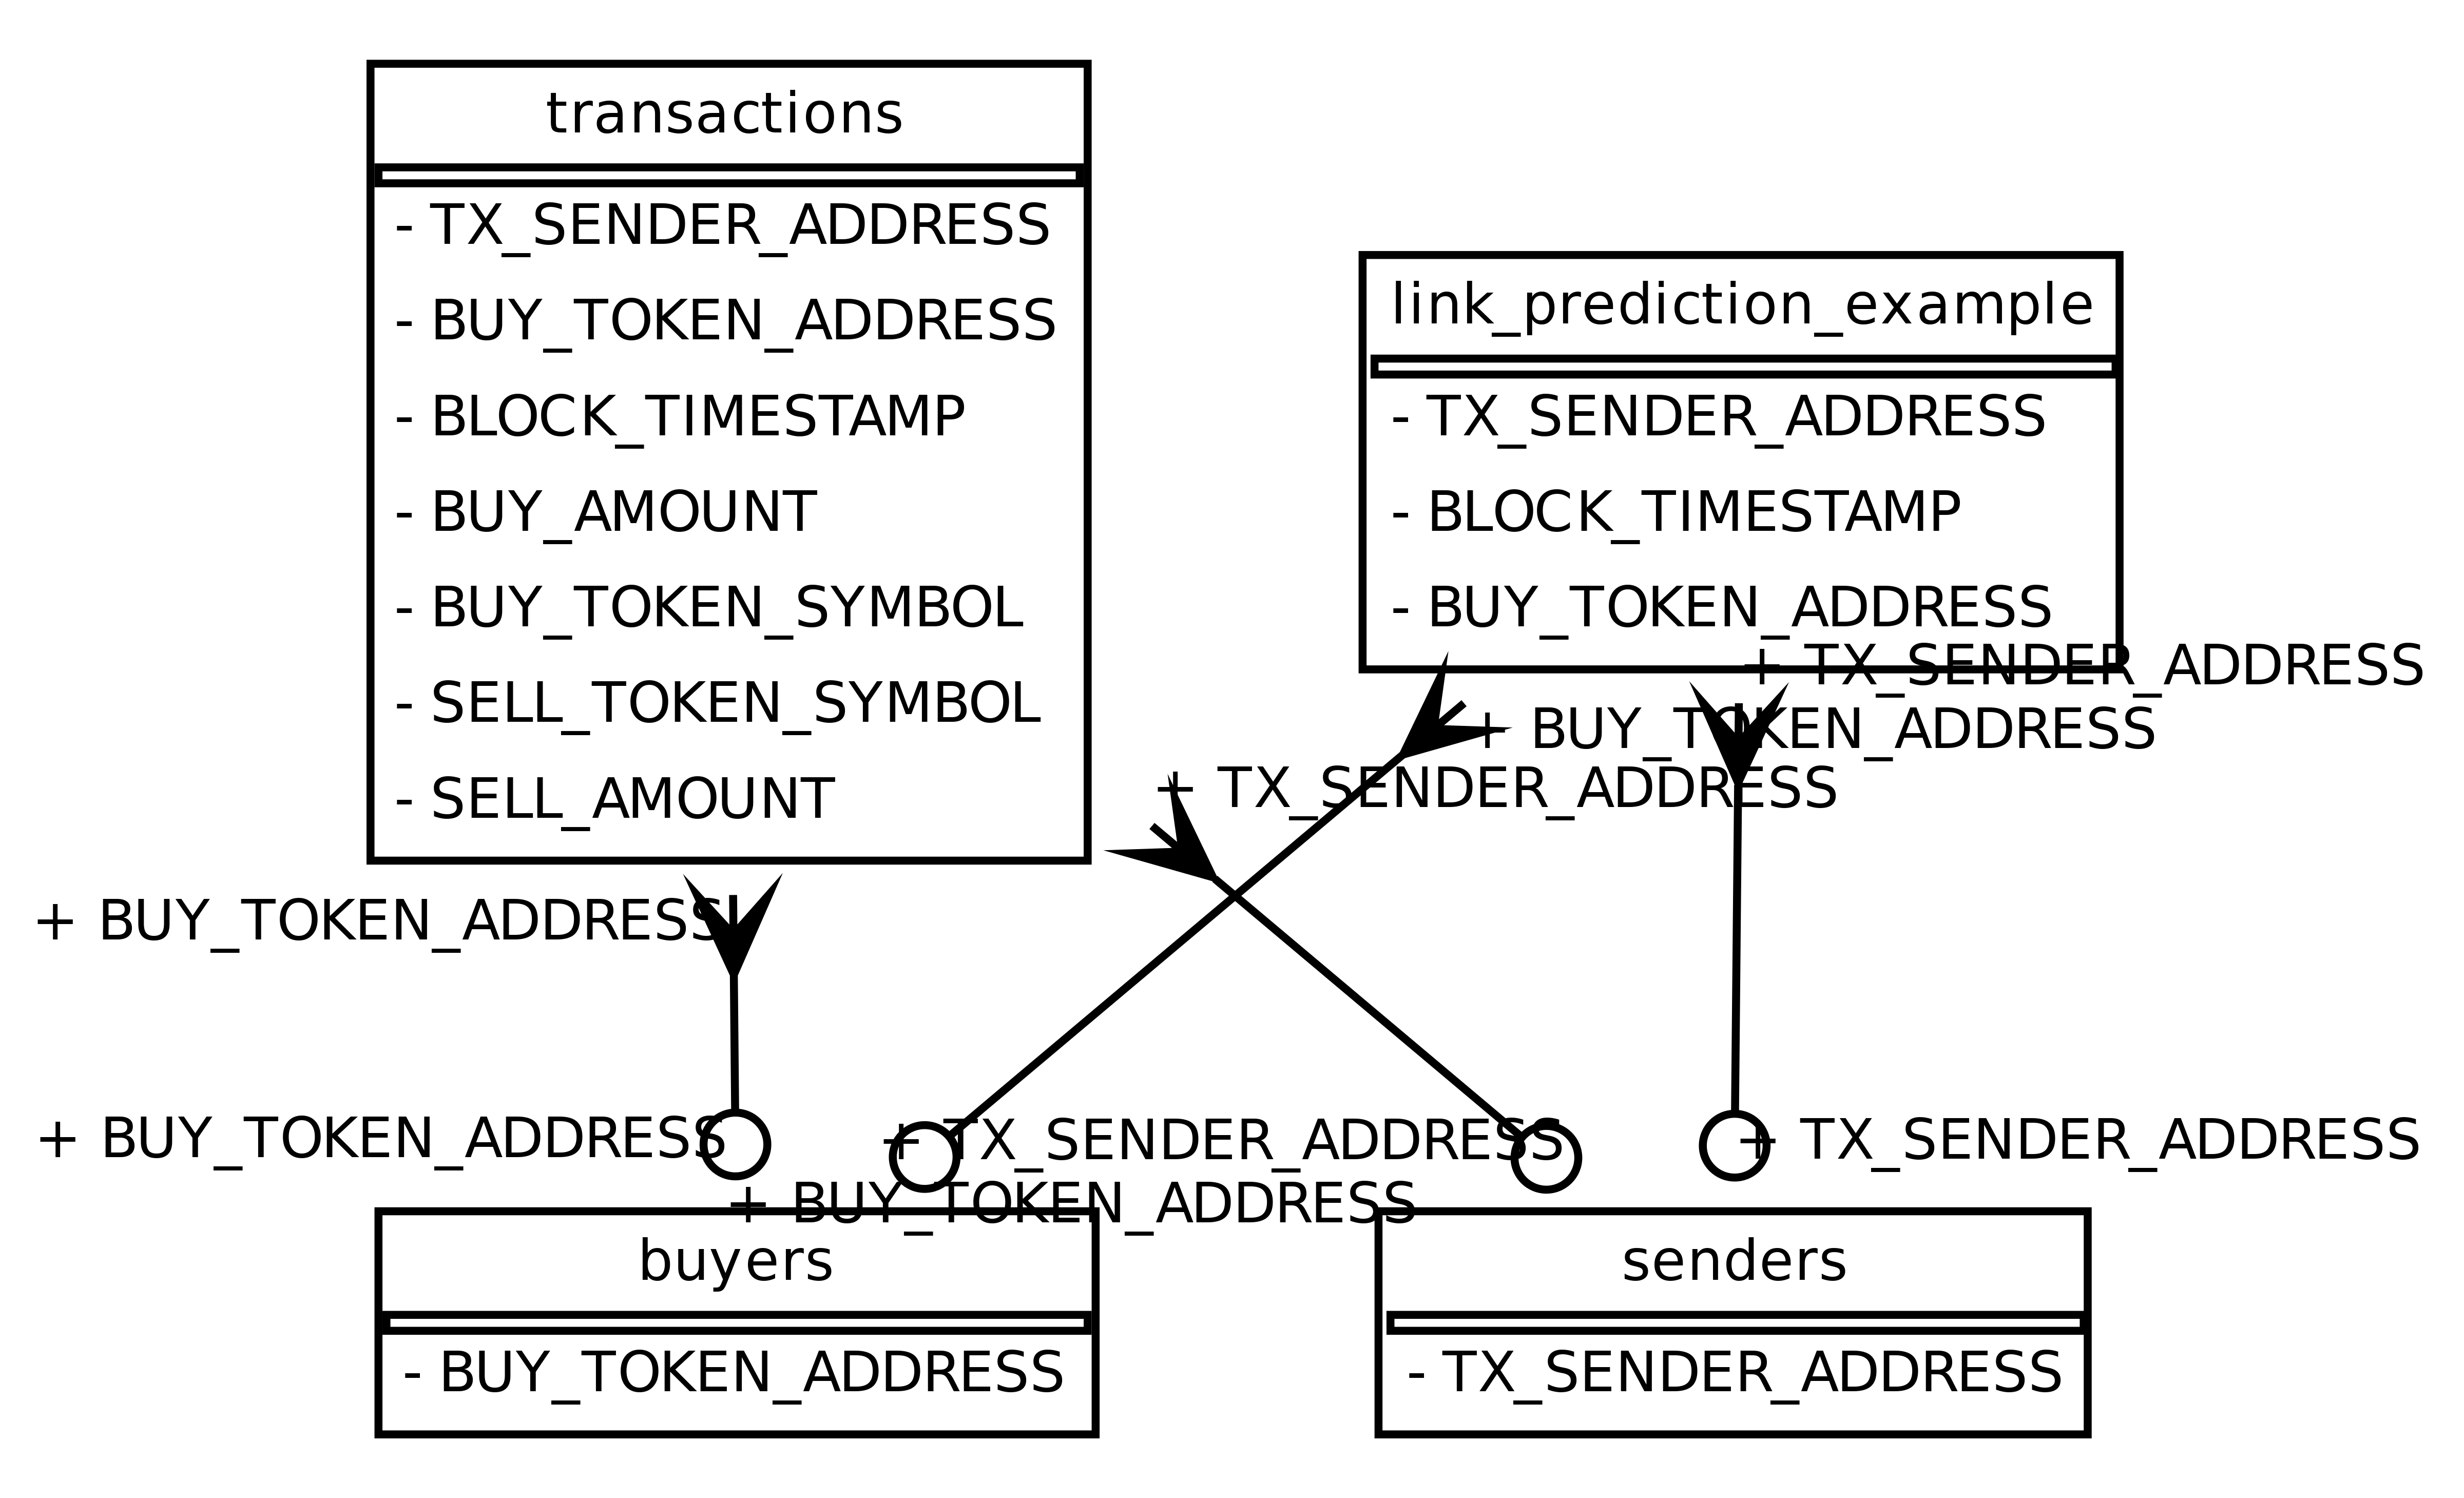 transactions
- TX_SENDER_ADDRESS
- BUY_TOKEN_ADDRESS
- BLOCK_TIMESTAMP
- BUY_AMOUNT
- BUY_TOKEN_SYMBOL
- SELL_TOKEN_SYMBOL
- SELL_AMOUNT
link_prediction_example
- TX_SENDER_ADDRESS
- BLOCK_TIMESTAMP
- BUY_TOKEN_ADDRESS
+ TX_SENDER_ADDRESS
+ BUY_TOKEN_ADDRESS
+ TX_SENDER_ADDRESS
+ BUY_TOKEN_ADDRESS
+ BUY_TOKEN_ADDRESS
+ TX_SENDER_ADDRESS
+ TX_SENDER_ADDRESS
+ BUY_TOKEN_ADDRESS
buyers
- BUY_TOKEN_ADDRESS
senders
- TX_SENDER_ADDRESS